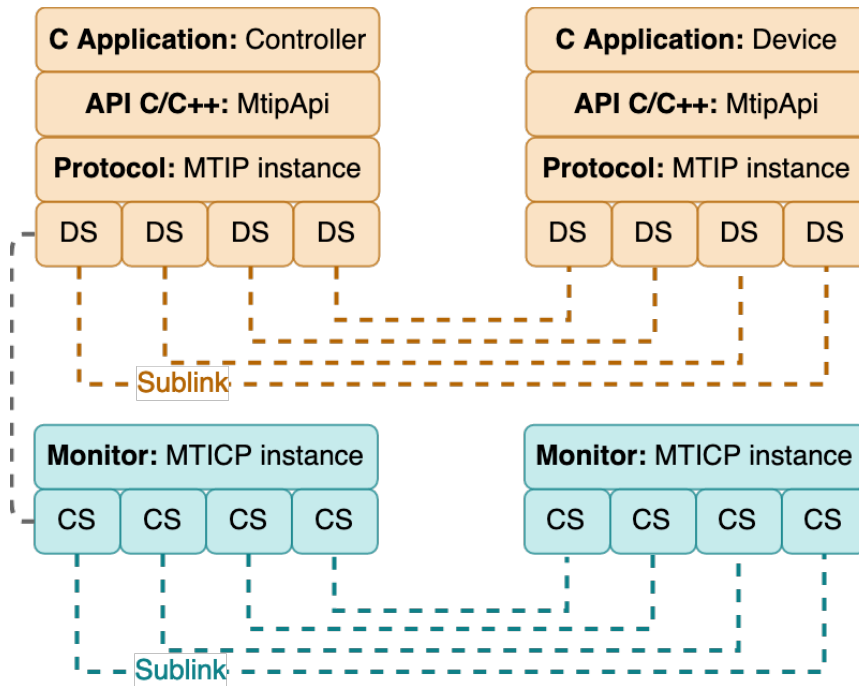 C Application: Controller
C Application: Device
API C/C++: MtipApi
API C/C++: MtipApi
Protocol: MTIP instance
Protocol: MTIP instance
DS DS DS DS
DS DS DS DS
Sublink
Monitor: MTICP instance
Monitor: MTICP instance
CS CS CS CS
CS CS CS CS
Sublink